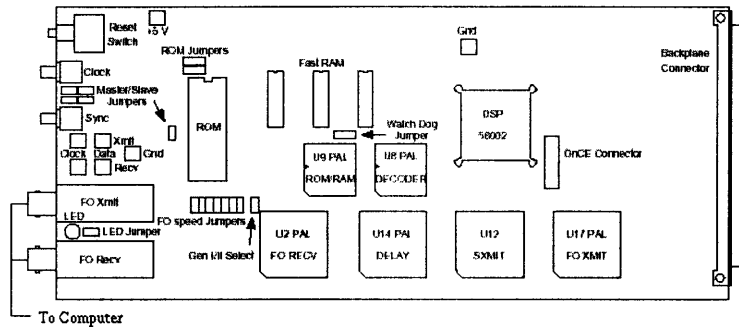 Reset
Switch
+5 V
Gnd
ROM Jumpers
Fast RAM
Backplane
Connector
Clock
Master/Slave
Jumpers
Sync
ROM
Watch Dog
Jumper
DSP
56002
Xmit
Clock Data Gnd
Recv
U9 PAL
ROM/RAM
U8 PAL
DECODER
OnCE Connector
FO Xmit
LED
LED Jumper
FO Recv
FO speed Jumpers
Gen I/II Select
U2 PAL
FO RECV
U14 PAL
DELAY
U12
SXMIT
U17 PAL
FO XMIT
To Computer